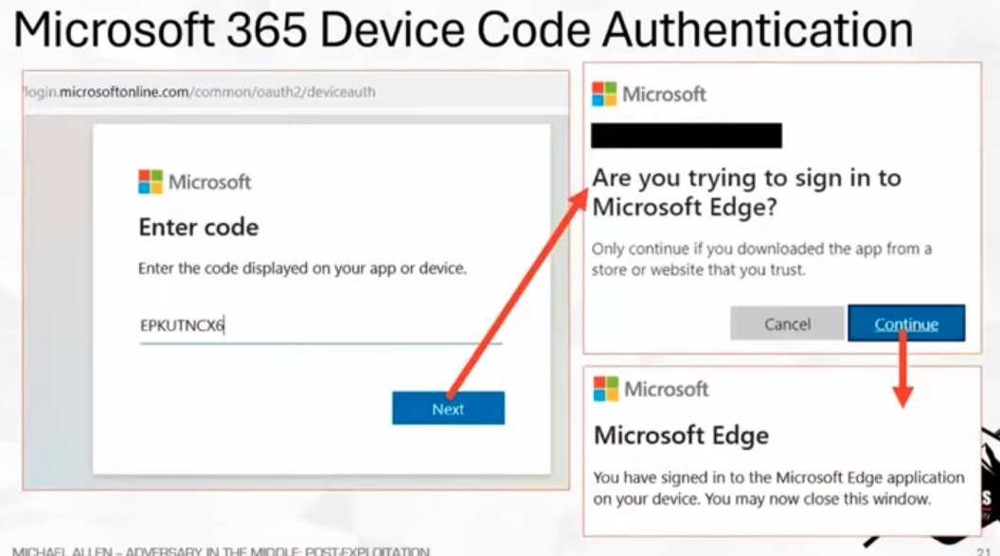 Microsoft 365 Device Code Authentication
login.microsoftonline.com/common/oauth2/deviceauth
Microsoft
Enter code
Enter the code displayed on your app or device.
EPKUTNCX6
Next
Microsoft
Are you trying to sign in to
Microsoft Edge?
Only continue if you downloaded the app from a
store or website that you trust.
Cancel
Continue
Microsoft
Microsoft Edge
You have signed in to the Microsoft Edge application
on your device. You may now close this window.
MICHAEL ALLEN – ADVERSARY IN THE MIDDLE: POST-EXPLOITATION
21